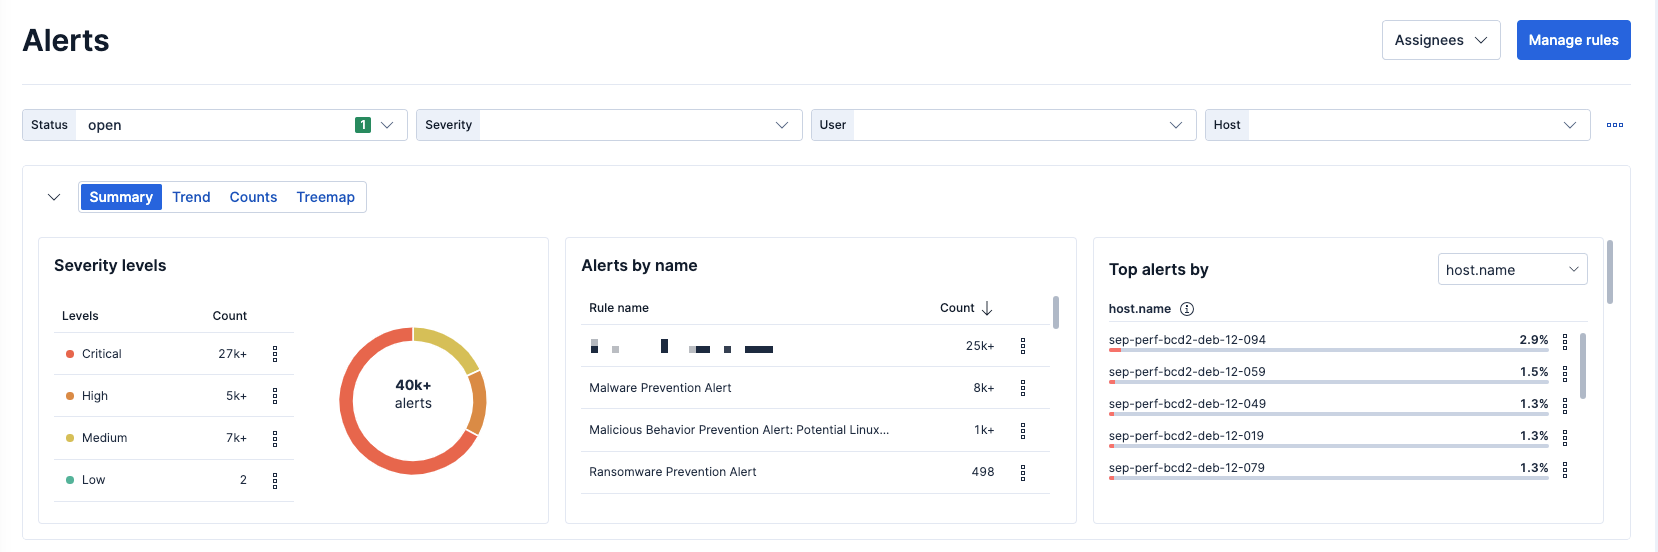 Alerts
Assignees
Manage rules
Status open 1
Severity
User
Host
Summary Trend Counts Treemap
Severity levels
Levels Count
Critical 27k+
High 5k+
Medium 7k+
Low 2
40k+
alerts
Alerts by name
Rule name Count
25k+
Malware Prevention Alert 8k+
Malicious Behavior Prevention Alert: Potential Linux... 1k+
Ransomware Prevention Alert 498
Top alerts by host.name
host.name
sep-perf-bcd2-deb-12-094 2.9%
sep-perf-bcd2-deb-12-059 1.5%
sep-perf-bcd2-deb-12-049 1.3%
sep-perf-bcd2-deb-12-019 1.3%
sep-perf-bcd2-deb-12-079 1.3%